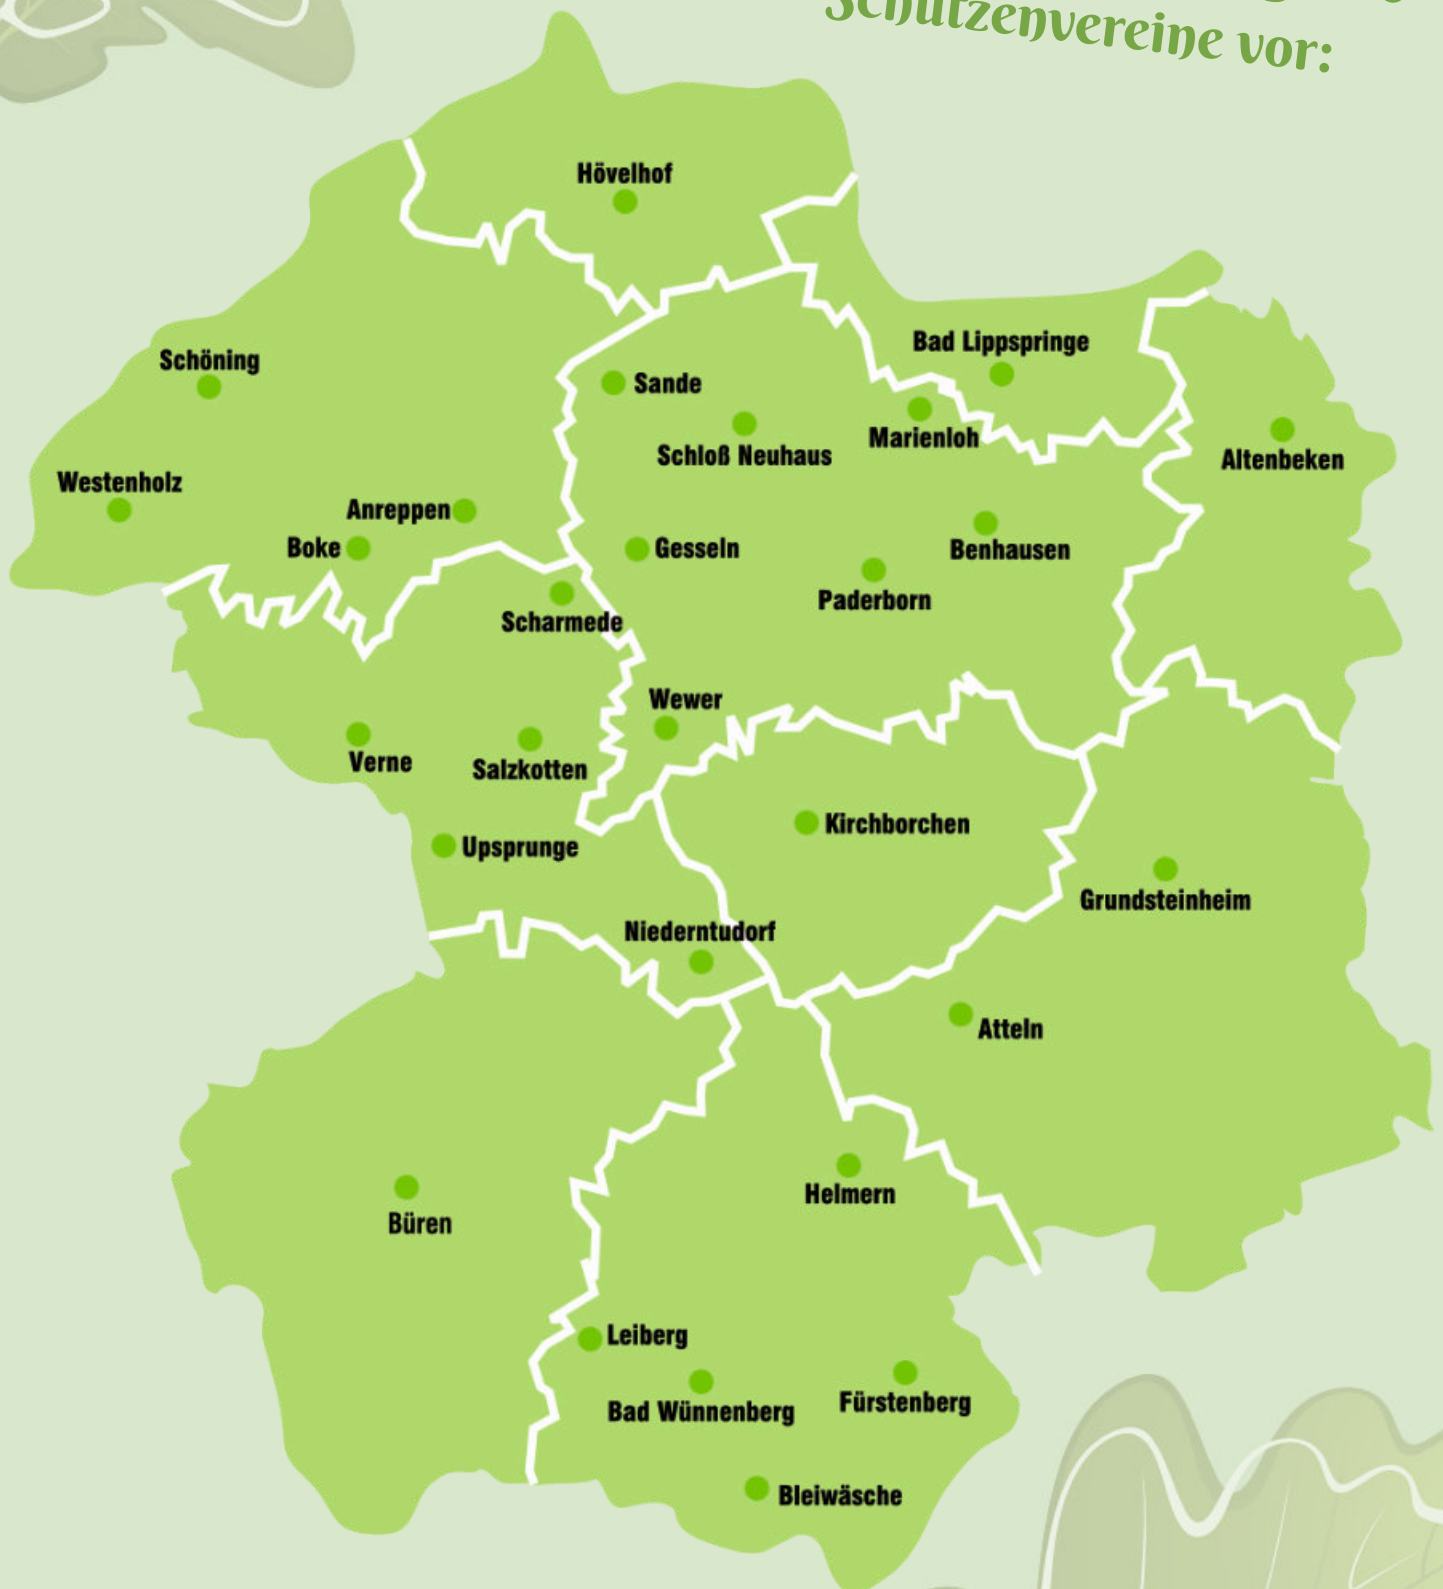 Schützenvereine vor:
Hövelhof
Bad Lippspringe
Schöning
Sande
Marienloh
Schloß Neuhaus
Altenbeken
Westenholz
Anreppen
Boke
Gesseln
Benhausen
Paderborn
Scharmede
Wewer
Verne
Salzkotten
Kirchborchen
Upsprunge
Grundsteinheim
Niederntudorf
Atteln
Helmern
Büren
Leiberg
Fürstenberg
Bad Wünnenberg
Bleiwäsche